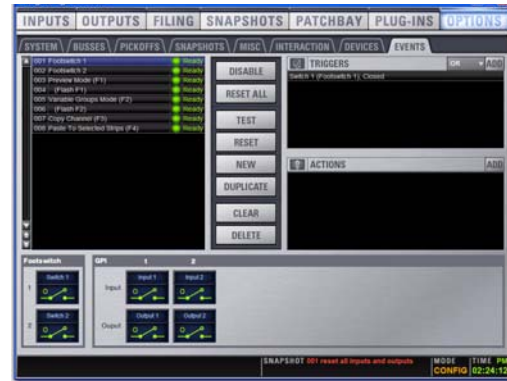 INPUTS OUTPUTS FILING SNAPSHOTS PATCHBAY PLUG-INS OPTIONS
SYSTEM BUSSES PICKOFFS SNAPSHOTS MISC INTERACTION DEVICES EVENTS
001 Footswitch 1 Ready
002 Footswitch 2 Ready
003 Preview Mode (F1) Ready
004 (Flash F1) Ready
005 Variable Groups Mode (F2) Ready
006 (Flash F2) Ready
007 Copy Channel (F3) Ready
008 Paste To Selected Strips (F4) Ready
DISABLE
RESET ALL
TEST
RESET
NEW
DUPLICATE
CLEAR
DELETE
TRIGGERS OR ADD
Switch 1 (Footswitch 1), Closed
ACTIONS ADD
Footswitch GPI 1 2
1 Switch 1 Input Input 1 Input 2
2 Switch 2 Ouput Output 1 Output 2
SNAPSHOT 001 reset all inputs and outputs MODE TIME PM
CONFIG 02:24:12